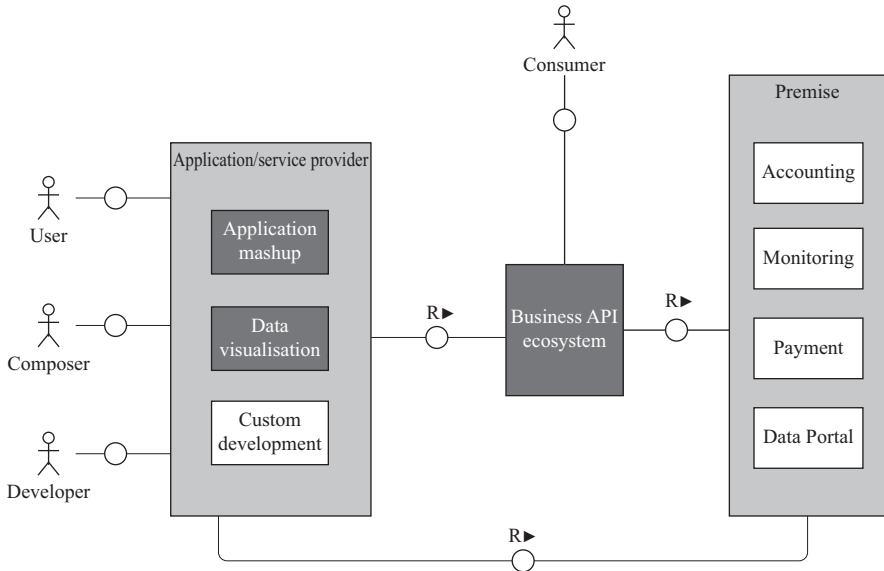 Consumer
Premise
Application/service provider
Accounting
User
Application
mashup
Monitoring
R►
R►
Business API
ecosystem
Composer
Data
visualisation
Payment
Custom
development
Data Portal
Developer
R►